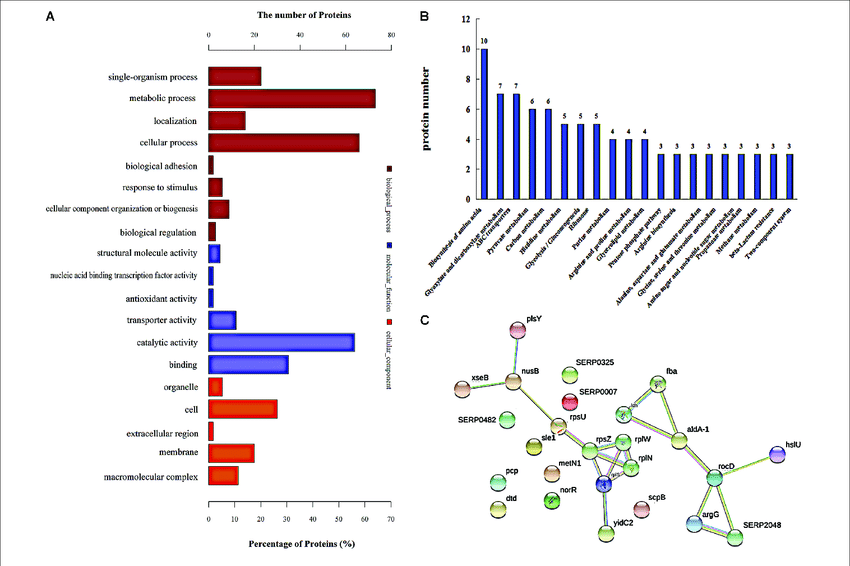 A
The number of Proteins
0 20 40 60 80
single-organism process
metabolic process
localization
cellular process
biological adhesion
response to stimulus
cellular component organization or biogenesis
biological regulation
structural molecule activity
nucleic acid binding transcription factor activity
antioxidant activity
transporter activity
catalytic activity
binding
organelle
cell
extracellular region
membrane
macromolecular complex
0 10 20 30 40 50 60 70 80
Percentage of Proteins (%)
biological_process
molecular_function
cellular_component
B
protein number
12
10
8
6
4
2
0
10 7 7 6 6 5 5 5 4 4 4 3 3 3 3 3 3 3 3 3
Biosynthesis of amino acids
Glyoxylate and dicarboxylate metabolism
ABC transporters
Pyruvate metabolism
Carbon metabolism
Histidine metabolism
Glycolysis / Gluconeogenesis
Ribosome
Purine metabolism
Arginine and proline metabolism
Glycerolipid metabolism
Pentose phosphate pathway
Arginine biosynthesis
Alanine, aspartate and glutamate metabolism
Glycine, serine and threonine metabolism
Amino sugar and nucleotide sugar metabolism
Propanoate metabolism
Methane metabolism
beta-Lactam resistance
Two-component system
C
plsY
xseB
nusB
SERP0325
SERP0007
fba
SERP0482
rpsU
sle1
rpsZ
rplW
rplN
aldA-1
metN1
rocD
hslU
pcp
norR
dtd
scpB
yidC2
argG
SERP2048